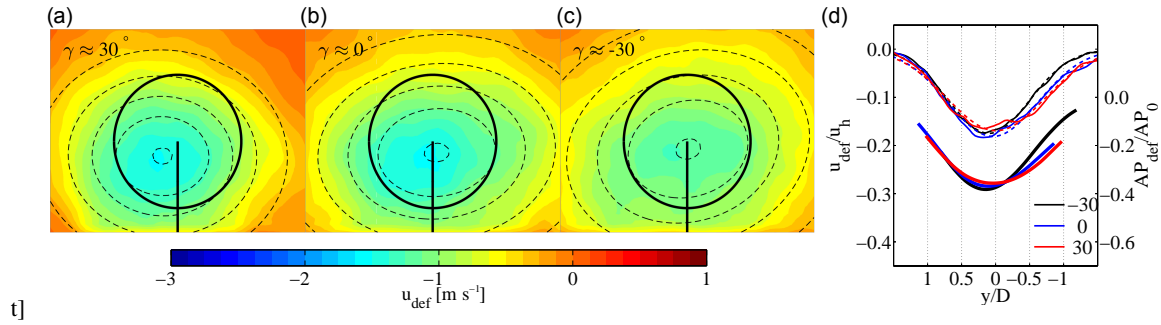 (a)
(b)
(c)
(d)
γ ≈ 30 °
γ ≈ 0 °
γ ≈ -30 °
0.0
−0.1
−0.2
−0.3
−0.4
u_def/u_h
0.0
−0.2
−0.4
−0.6
AP_def/AP_0
−30
0
30
1 0.5 0.15 −0.5 −1
y/D
−3 −2 −1 0 1
u_def [m s⁻¹]
t]